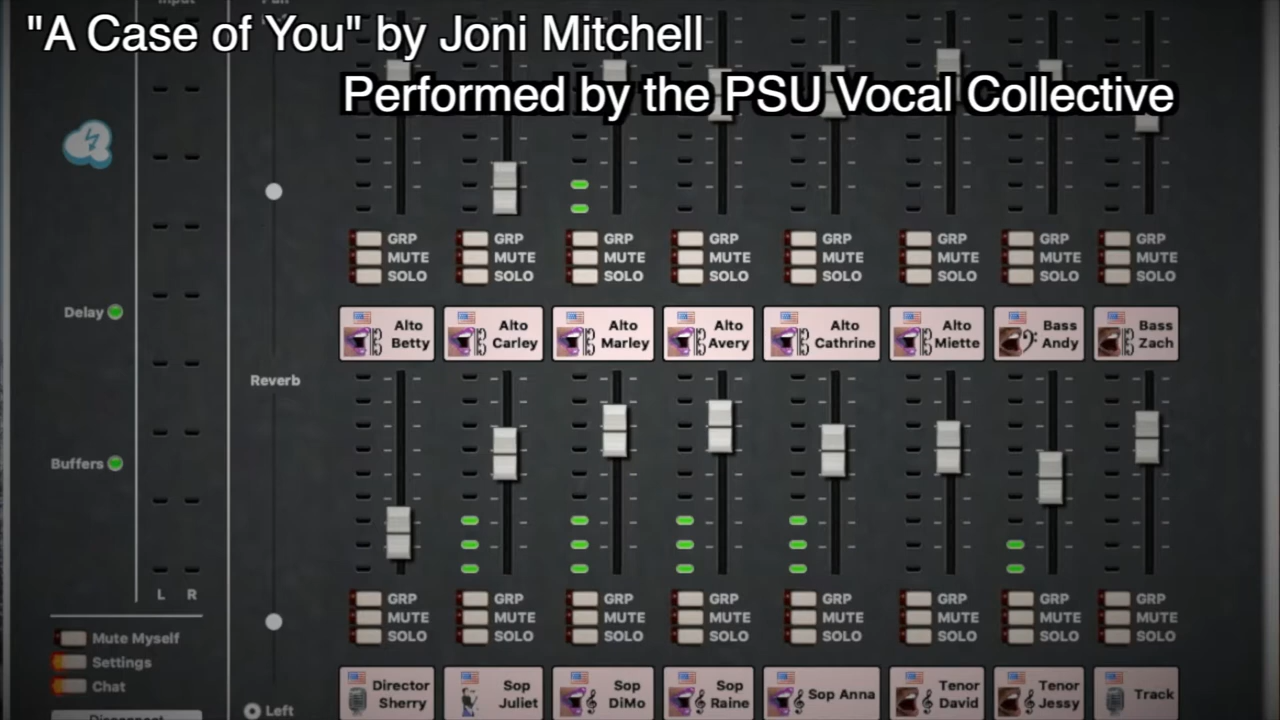 Input
"A Case of You" by Joni Mitchell
Performed by the PSU Vocal Collective
GRP GRP GRP GRP GRP GRP GRP GRP
MUTE MUTE MUTE MUTE MUTE MUTE MUTE MUTE
SOLO SOLO SOLO SOLO SOLO SOLO SOLO SOLO
Delay
Alto Alto Alto Alto Alto Alto Bass Bass
Betty Carley Marley Avery Cathrine Miette Andy Zach
Reverb
Buffers
L R
GRP GRP GRP GRP GRP GRP GRP GRP
MUTE MUTE MUTE MUTE MUTE MUTE MUTE MUTE
SOLO SOLO SOLO SOLO SOLO SOLO SOLO SOLO
Mute Myself
Settings
Chat
Director Sop Sop Sop Sop Anna Tenor Tenor Track
Sherry Juliet DiMo Raine David Jessy
Left